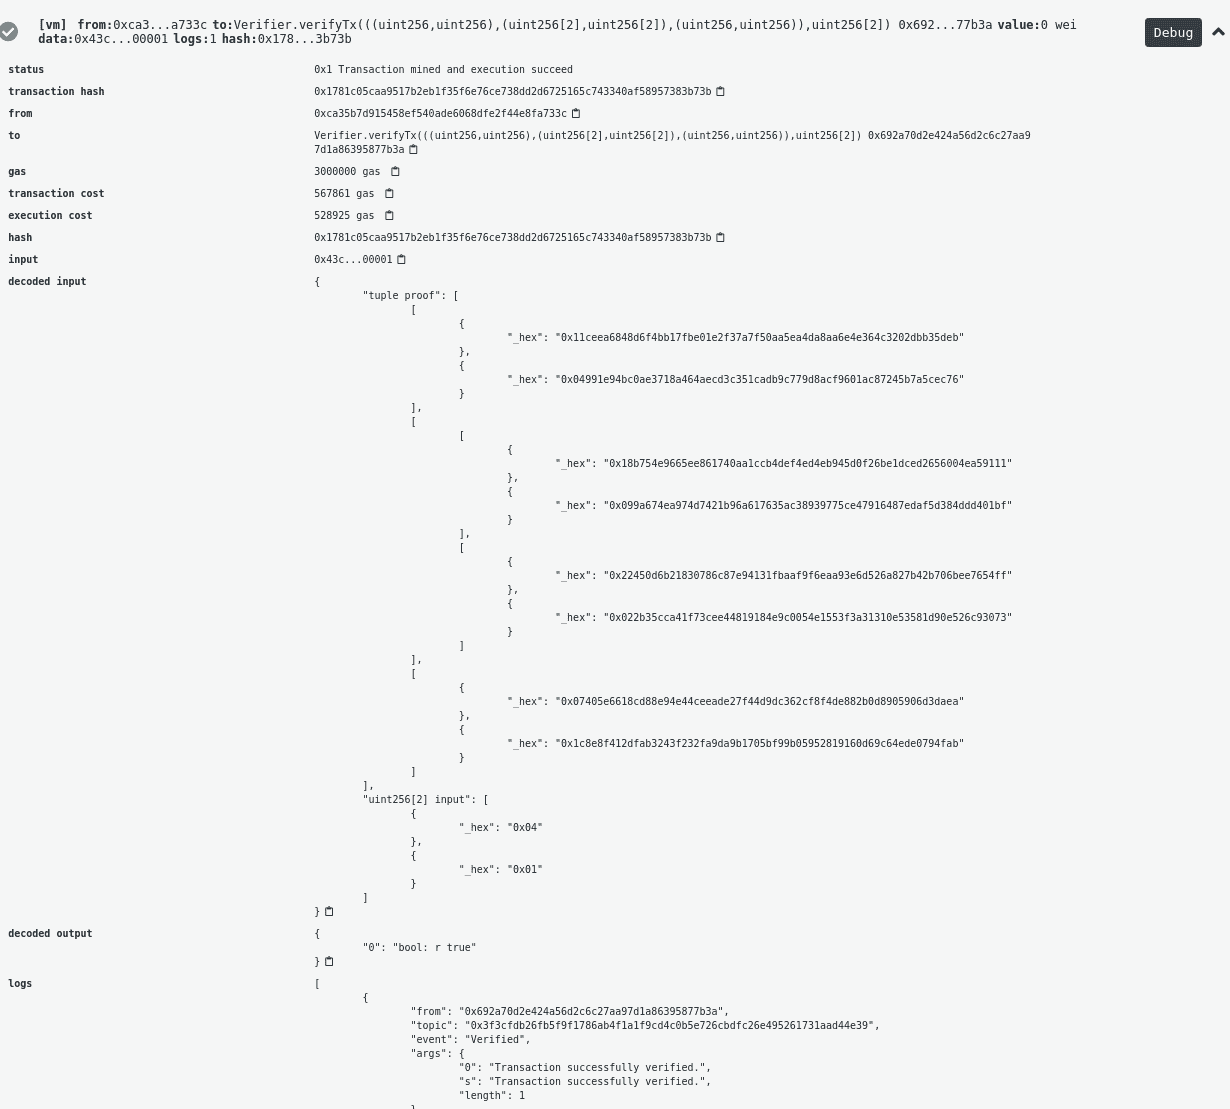 [vm] from:0xca3...a733c to:Verifier.verifyTx(((uint256,uint256),(uint256[2],uint256[2]),(uint256,uint256)),uint256[2]) 0x692...77b3a value:0 wei
data:0x43c...00001 logs:1 hash:0x178...3b73b
Debug
status 0x1 Transaction mined and execution succeed
transaction hash 0x1781c05caa9517b2eb1f35f6e76ce738dd2d6725165c743340af58957383b73b
from 0xca35b7d915458ef540ade6068dfe2f44e8fa733c
to Verifier.verifyTx(((uint256,uint256),(uint256[2],uint256[2]),(uint256,uint256)),uint256[2]) 0x692a70d2e424a56d2c6c27aa9
7d1a86395877b3a
gas 3000000 gas
transaction cost 567861 gas
execution cost 528925 gas
hash 0x1781c05caa9517b2eb1f35f6e76ce738dd2d6725165c743340af58957383b73b
input 0x43c...00001
decoded input {
"tuple proof": [
[
{
"_hex": "0x11ceea6848d6f4bb17fbe01e2f37a7f50aa5ea4da8aa6e4e364c3202dbb35deb"
},
{
"_hex": "0x04991e94bc0ae3718a464aecd3c351cadb9c779d8acf9601ac87245b7a5cec76"
}
],
[
[
{
"_hex": "0x18b754e9665ee861740aa1ccb4def4ed4eb945d0f26be1dced2656004ea59111"
},
{
"_hex": "0x099a674ea974d7421b96a617635ac38939775ce47916487edaf5d384ddd401bf"
}
],
[
{
"_hex": "0x22450d6b21830786c87e94131fbaaf9f6eaa93e6d526a827b42b706bee7654ff"
},
{
"_hex": "0x022b35cca41f73cee44819184e9c0054e1553f3a31310e53581d90e526c93073"
}
]
],
[
{
"_hex": "0x07405e6618cd88e94e44ceeade27f44d9dc362cf8f4de882b0d8905906d3daea"
},
{
"_hex": "0x1c8e8f412dfab3243f232fa9da9b1705bf99b05952819160d69c64ede0794fab"
}
]
],
"uint256[2] input": [
{
"_hex": "0x04"
},
{
"_hex": "0x01"
}
]
}
decoded output {
"0": "bool: r true"
}
logs [
{
"from": "0x692a70d2e424a56d2c6c27aa97d1a86395877b3a",
"topic": "0x3f3cfdb26fb5f9f1786ab4f1a1f9cd4c0b5e726cbdfc26e495261731aad44e39",
"event": "Verified",
"args": {
"0": "Transaction successfully verified.",
"s": "Transaction successfully verified.",
"length": 1
}